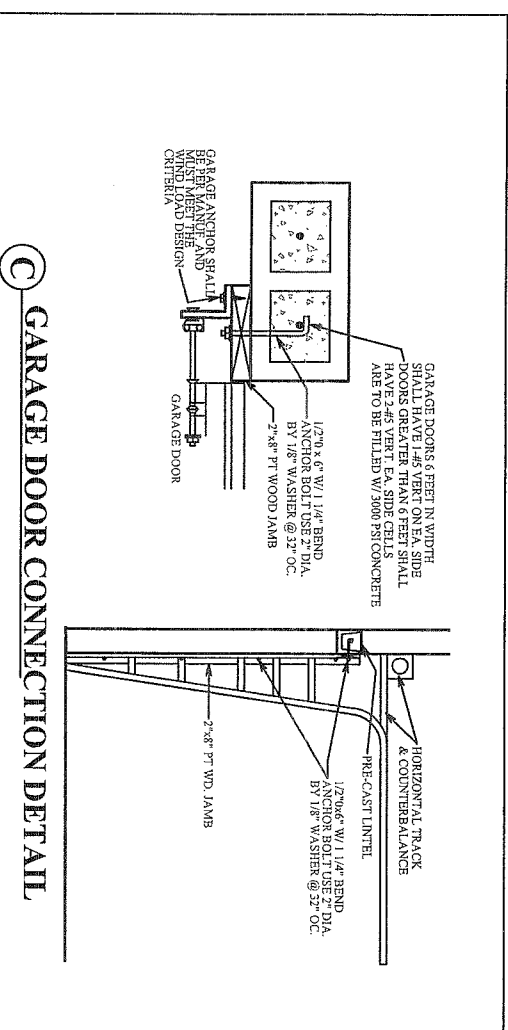 GARAGE DOORS 6 FEET IN WIDTH
SHALL HAVE 1-#5 VERT ON EA. SIDE
DOORS GREATER THAN 6 FEET SHALL
HAVE 2-#5 VERT. EA. SIDE CELLS
ARE TO BE FILLED W/ 3000 PSI CONCRETE
1/2"0 x 6" W/ 1 1/4" BEND
ANCHOR BOLT USE 2" DIA.
BY 1/8" WASHER @ 32" OC.
2"x8" PT WOOD JAMB
GARAGE DOOR
GARAGE ANCHOR SHALL
BE PER MANUF. AND
MUST MEET THE
WIND LOAD DESIGN
CRITERIA
HORIZONTAL TRACK
& COUNTERBALANCE
PRE-CAST LINTEL
1/2"0x6" W/ 1 1/4" BEND
ANCHOR BOLT USE 2" DIA.
BY 1/8" WASHER @ 32" OC.
2"x8" PT WD. JAMB
C GARAGE DOOR CONNECTION DETAIL